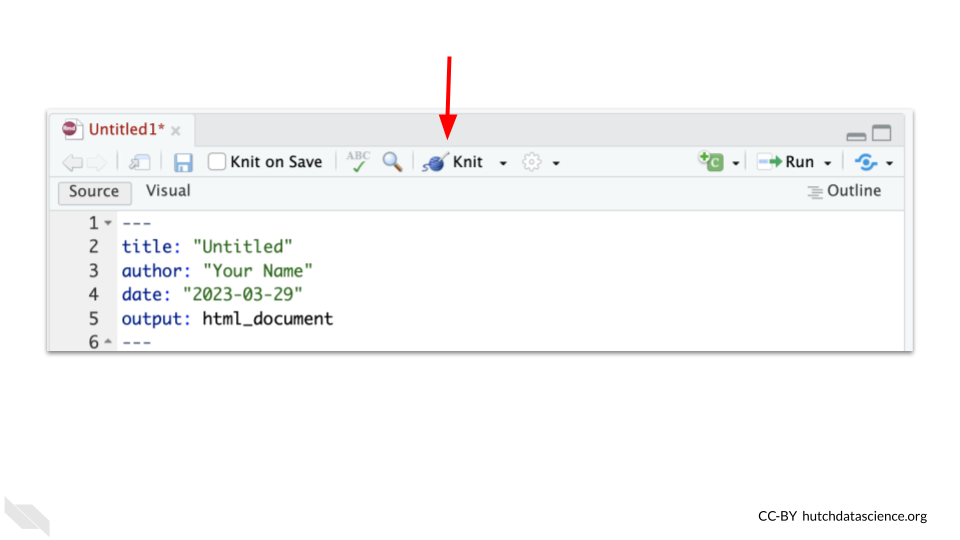 Untitled1*
Knit on Save
ABC
Knit
Run
Source
Visual
Outline
1 ---
2 title: "Untitled"
3 author: "Your Name"
4 date: "2023-03-29"
5 output: html_document
6 ---
CC-BY hutchdatascience.org